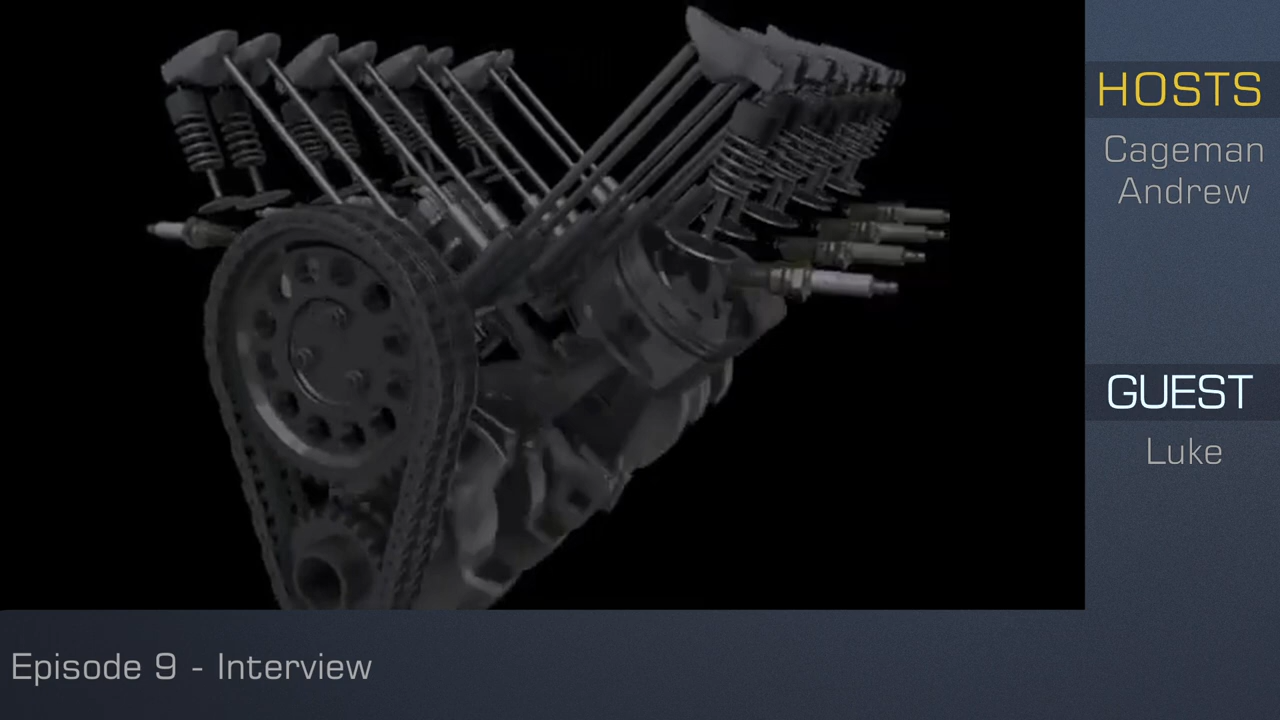 HOSTS
Cageman
Andrew
GUEST
Luke
Episode 9 - Interview